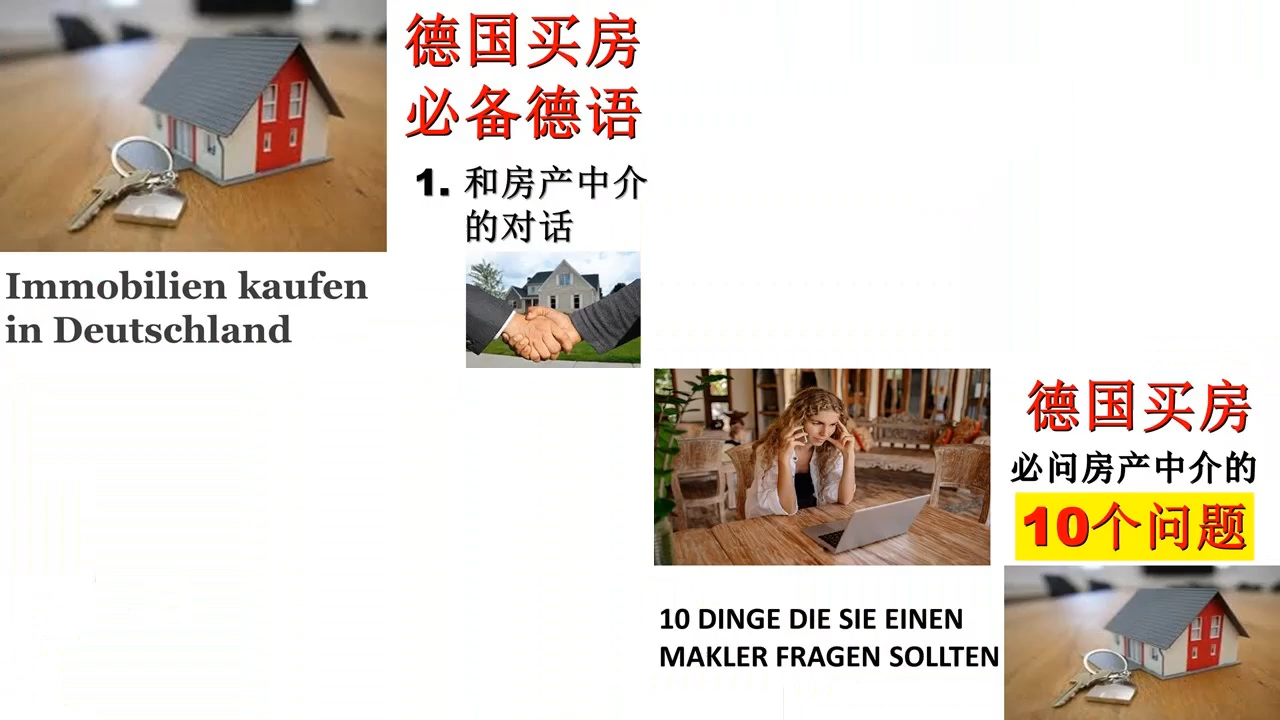 德国买房
必备德语
1. 和房产中介
的对话
Immobilien kaufen
in Deutschland
德国买房
必问房产中介的
10个问题
10 DINGE DIE SIE EINEN
MAKLER FRAGEN SOLLTEN